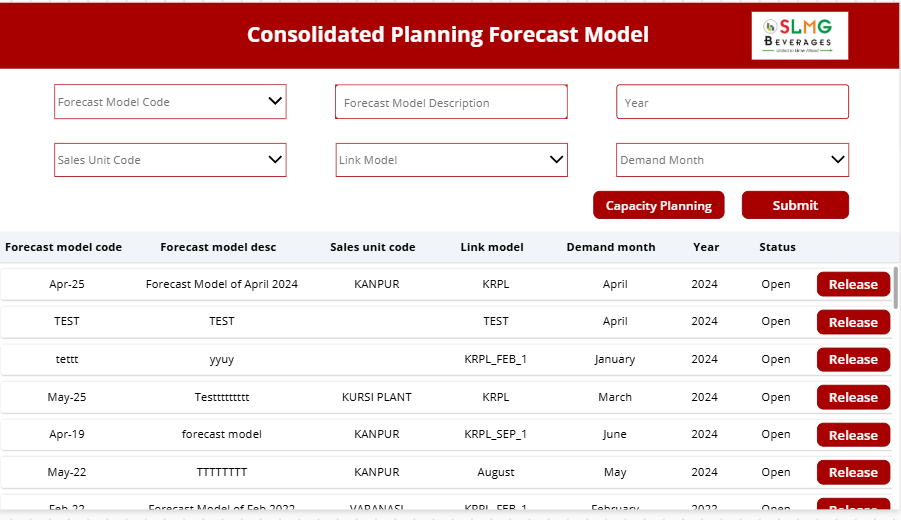 Consolidated Planning Forecast Model
SLMG
BEVERAGES
Forecast Model Code
Forecast Model Description
Year
Sales Unit Code
Link Model
Demand Month
Capacity Planning
Submit
Forecast model code Forecast model desc Sales unit code Link model Demand month Year Status
Apr-25 Forecast Model of April 2024 KANPUR KRPL April 2024 Open Release
TEST TEST TEST April 2024 Open Release
tettt yyuy KRPL_FEB_1 January 2024 Open Release
May-25 Testttttttttt KURSI PLANT KRPL March 2024 Open Release
Apr-19 forecast model KANPUR KRPL_SEP_1 June 2024 Open Release
May-22 TTTTTTTT KANPUR August May 2024 Open Release
Feb-22 Forecast Model of Feb 2022 VARANASI KRPL_FEB_1 February 2022 Open Release